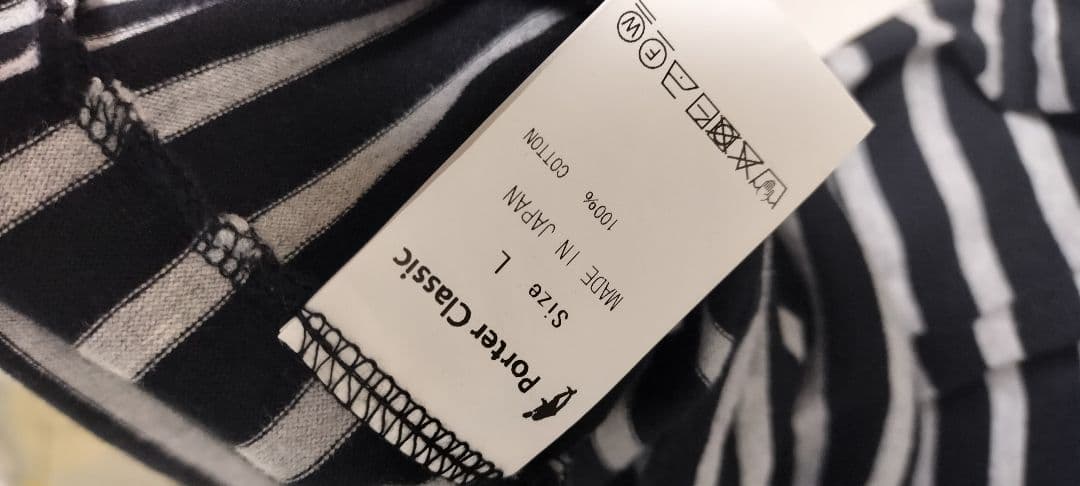 Porter Classic
Size L
MADE IN JAPAN
100% COTTON
F W